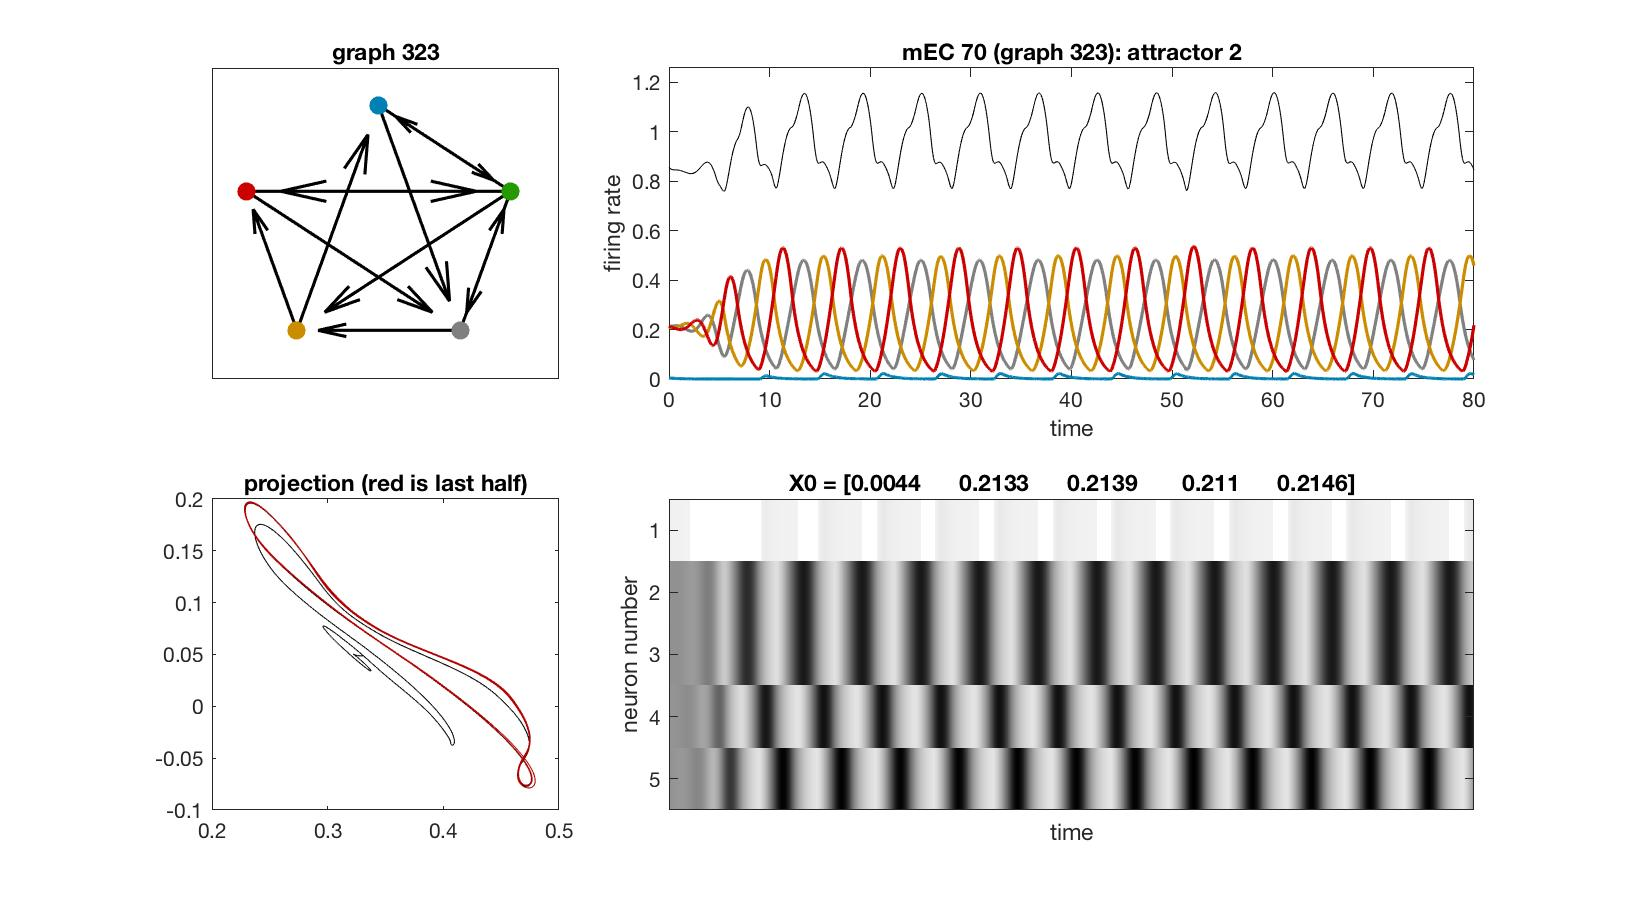 graph 323
mEC 70 (graph 323): attractor 2
1.2
1
0.8
0.6
0.4
0.2
0
firing rate
0 10 20 30 40 50 60 70 80
time
projection (red is last half)
0.2
0.15
0.1
0.05
0
-0.05
-0.1
0.2 0.3 0.4 0.5
X0 = [0.0044 0.2133 0.2139 0.211 0.2146]
1
2
3
4
5
neuron number
time